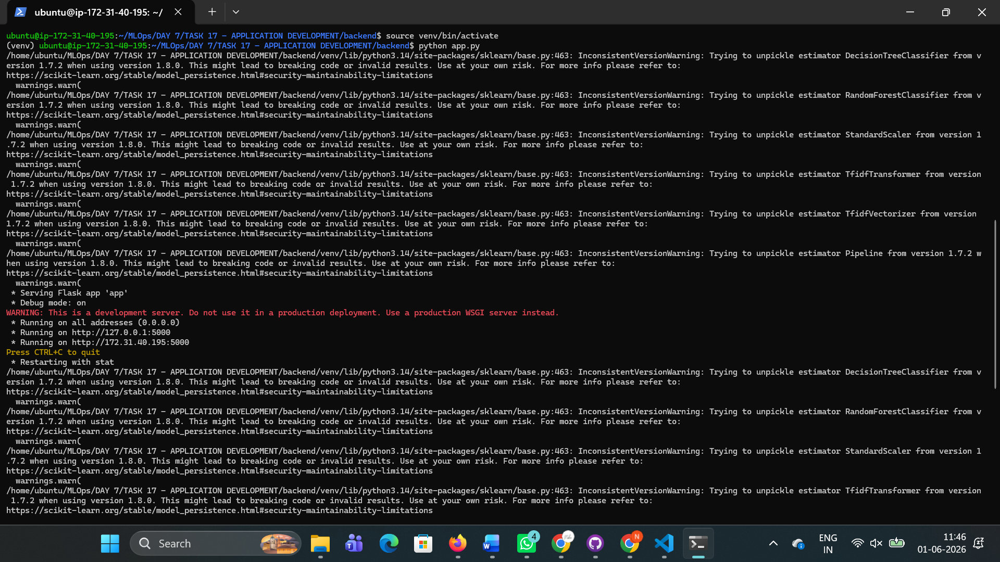 ubuntu@ip-172-31-40-195: ~/
ubuntu@ip-172-31-40-195:~/MLOps/DAY 7/TASK 17 - APPLICATION DEVELOPMENT/backend$ source venv/bin/activate
(venv) ubuntu@ip-172-31-40-195:~/MLOps/DAY 7/TASK 17 - APPLICATION DEVELOPMENT/backend$ python app.py
/home/ubuntu/MLOps/DAY 7/TASK 17 - APPLICATION DEVELOPMENT/backend/venv/lib/python3.14/site-packages/sklearn/base.py:463: InconsistentVersionWarning: Trying to unpickle estimator DecisionTreeClassifier from v
ersion 1.7.2 when using version 1.8.0. This might lead to breaking code or invalid results. Use at your own risk. For more info please refer to:
https://scikit-learn.org/stable/model_persistence.html#security-maintainability-limitations
  warnings.warn(
/home/ubuntu/MLOps/DAY 7/TASK 17 - APPLICATION DEVELOPMENT/backend/venv/lib/python3.14/site-packages/sklearn/base.py:463: InconsistentVersionWarning: Trying to unpickle estimator RandomForestClassifier from v
ersion 1.7.2 when using version 1.8.0. This might lead to breaking code or invalid results. Use at your own risk. For more info please refer to:
https://scikit-learn.org/stable/model_persistence.html#security-maintainability-limitations
  warnings.warn(
/home/ubuntu/MLOps/DAY 7/TASK 17 - APPLICATION DEVELOPMENT/backend/venv/lib/python3.14/site-packages/sklearn/base.py:463: InconsistentVersionWarning: Trying to unpickle estimator StandardScaler from version 1
.7.2 when using version 1.8.0. This might lead to breaking code or invalid results. Use at your own risk. For more info please refer to:
https://scikit-learn.org/stable/model_persistence.html#security-maintainability-limitations
  warnings.warn(
/home/ubuntu/MLOps/DAY 7/TASK 17 - APPLICATION DEVELOPMENT/backend/venv/lib/python3.14/site-packages/sklearn/base.py:463: InconsistentVersionWarning: Trying to unpickle estimator TfidfTransformer from version
 1.7.2 when using version 1.8.0. This might lead to breaking code or invalid results. Use at your own risk. For more info please refer to:
https://scikit-learn.org/stable/model_persistence.html#security-maintainability-limitations
  warnings.warn(
/home/ubuntu/MLOps/DAY 7/TASK 17 - APPLICATION DEVELOPMENT/backend/venv/lib/python3.14/site-packages/sklearn/base.py:463: InconsistentVersionWarning: Trying to unpickle estimator TfidfVectorizer from version
1.7.2 when using version 1.8.0. This might lead to breaking code or invalid results. Use at your own risk. For more info please refer to:
https://scikit-learn.org/stable/model_persistence.html#security-maintainability-limitations
  warnings.warn(
/home/ubuntu/MLOps/DAY 7/TASK 17 - APPLICATION DEVELOPMENT/backend/venv/lib/python3.14/site-packages/sklearn/base.py:463: InconsistentVersionWarning: Trying to unpickle estimator Pipeline from version 1.7.2 w
hen using version 1.8.0. This might lead to breaking code or invalid results. Use at your own risk. For more info please refer to:
https://scikit-learn.org/stable/model_persistence.html#security-maintainability-limitations
  warnings.warn(
 * Serving Flask app 'app'
 * Debug mode: on
WARNING: This is a development server. Do not use it in a production deployment. Use a production WSGI server instead.
 * Running on all addresses (0.0.0.0)
 * Running on http://127.0.0.1:5000
 * Running on http://172.31.40.195:5000
Press CTRL+C to quit
 * Restarting with stat
/home/ubuntu/MLOps/DAY 7/TASK 17 - APPLICATION DEVELOPMENT/backend/venv/lib/python3.14/site-packages/sklearn/base.py:463: InconsistentVersionWarning: Trying to unpickle estimator DecisionTreeClassifier from v
ersion 1.7.2 when using version 1.8.0. This might lead to breaking code or invalid results. Use at your own risk. For more info please refer to:
https://scikit-learn.org/stable/model_persistence.html#security-maintainability-limitations
  warnings.warn(
/home/ubuntu/MLOps/DAY 7/TASK 17 - APPLICATION DEVELOPMENT/backend/venv/lib/python3.14/site-packages/sklearn/base.py:463: InconsistentVersionWarning: Trying to unpickle estimator RandomForestClassifier from v
ersion 1.7.2 when using version 1.8.0. This might lead to breaking code or invalid results. Use at your own risk. For more info please refer to:
https://scikit-learn.org/stable/model_persistence.html#security-maintainability-limitations
  warnings.warn(
/home/ubuntu/MLOps/DAY 7/TASK 17 - APPLICATION DEVELOPMENT/backend/venv/lib/python3.14/site-packages/sklearn/base.py:463: InconsistentVersionWarning: Trying to unpickle estimator StandardScaler from version 1
.7.2 when using version 1.8.0. This might lead to breaking code or invalid results. Use at your own risk. For more info please refer to:
https://scikit-learn.org/stable/model_persistence.html#security-maintainability-limitations
  warnings.warn(
/home/ubuntu/MLOps/DAY 7/TASK 17 - APPLICATION DEVELOPMENT/backend/venv/lib/python3.14/site-packages/sklearn/base.py:463: InconsistentVersionWarning: Trying to unpickle estimator TfidfTransformer from version
 1.7.2 when using version 1.8.0. This might lead to breaking code or invalid results. Use at your own risk. For more info please refer to:
https://scikit-learn.org/stable/model_persistence.html#security-maintainability-limitations
Search
4
N
ENG
IN
11:46
01-06-2026